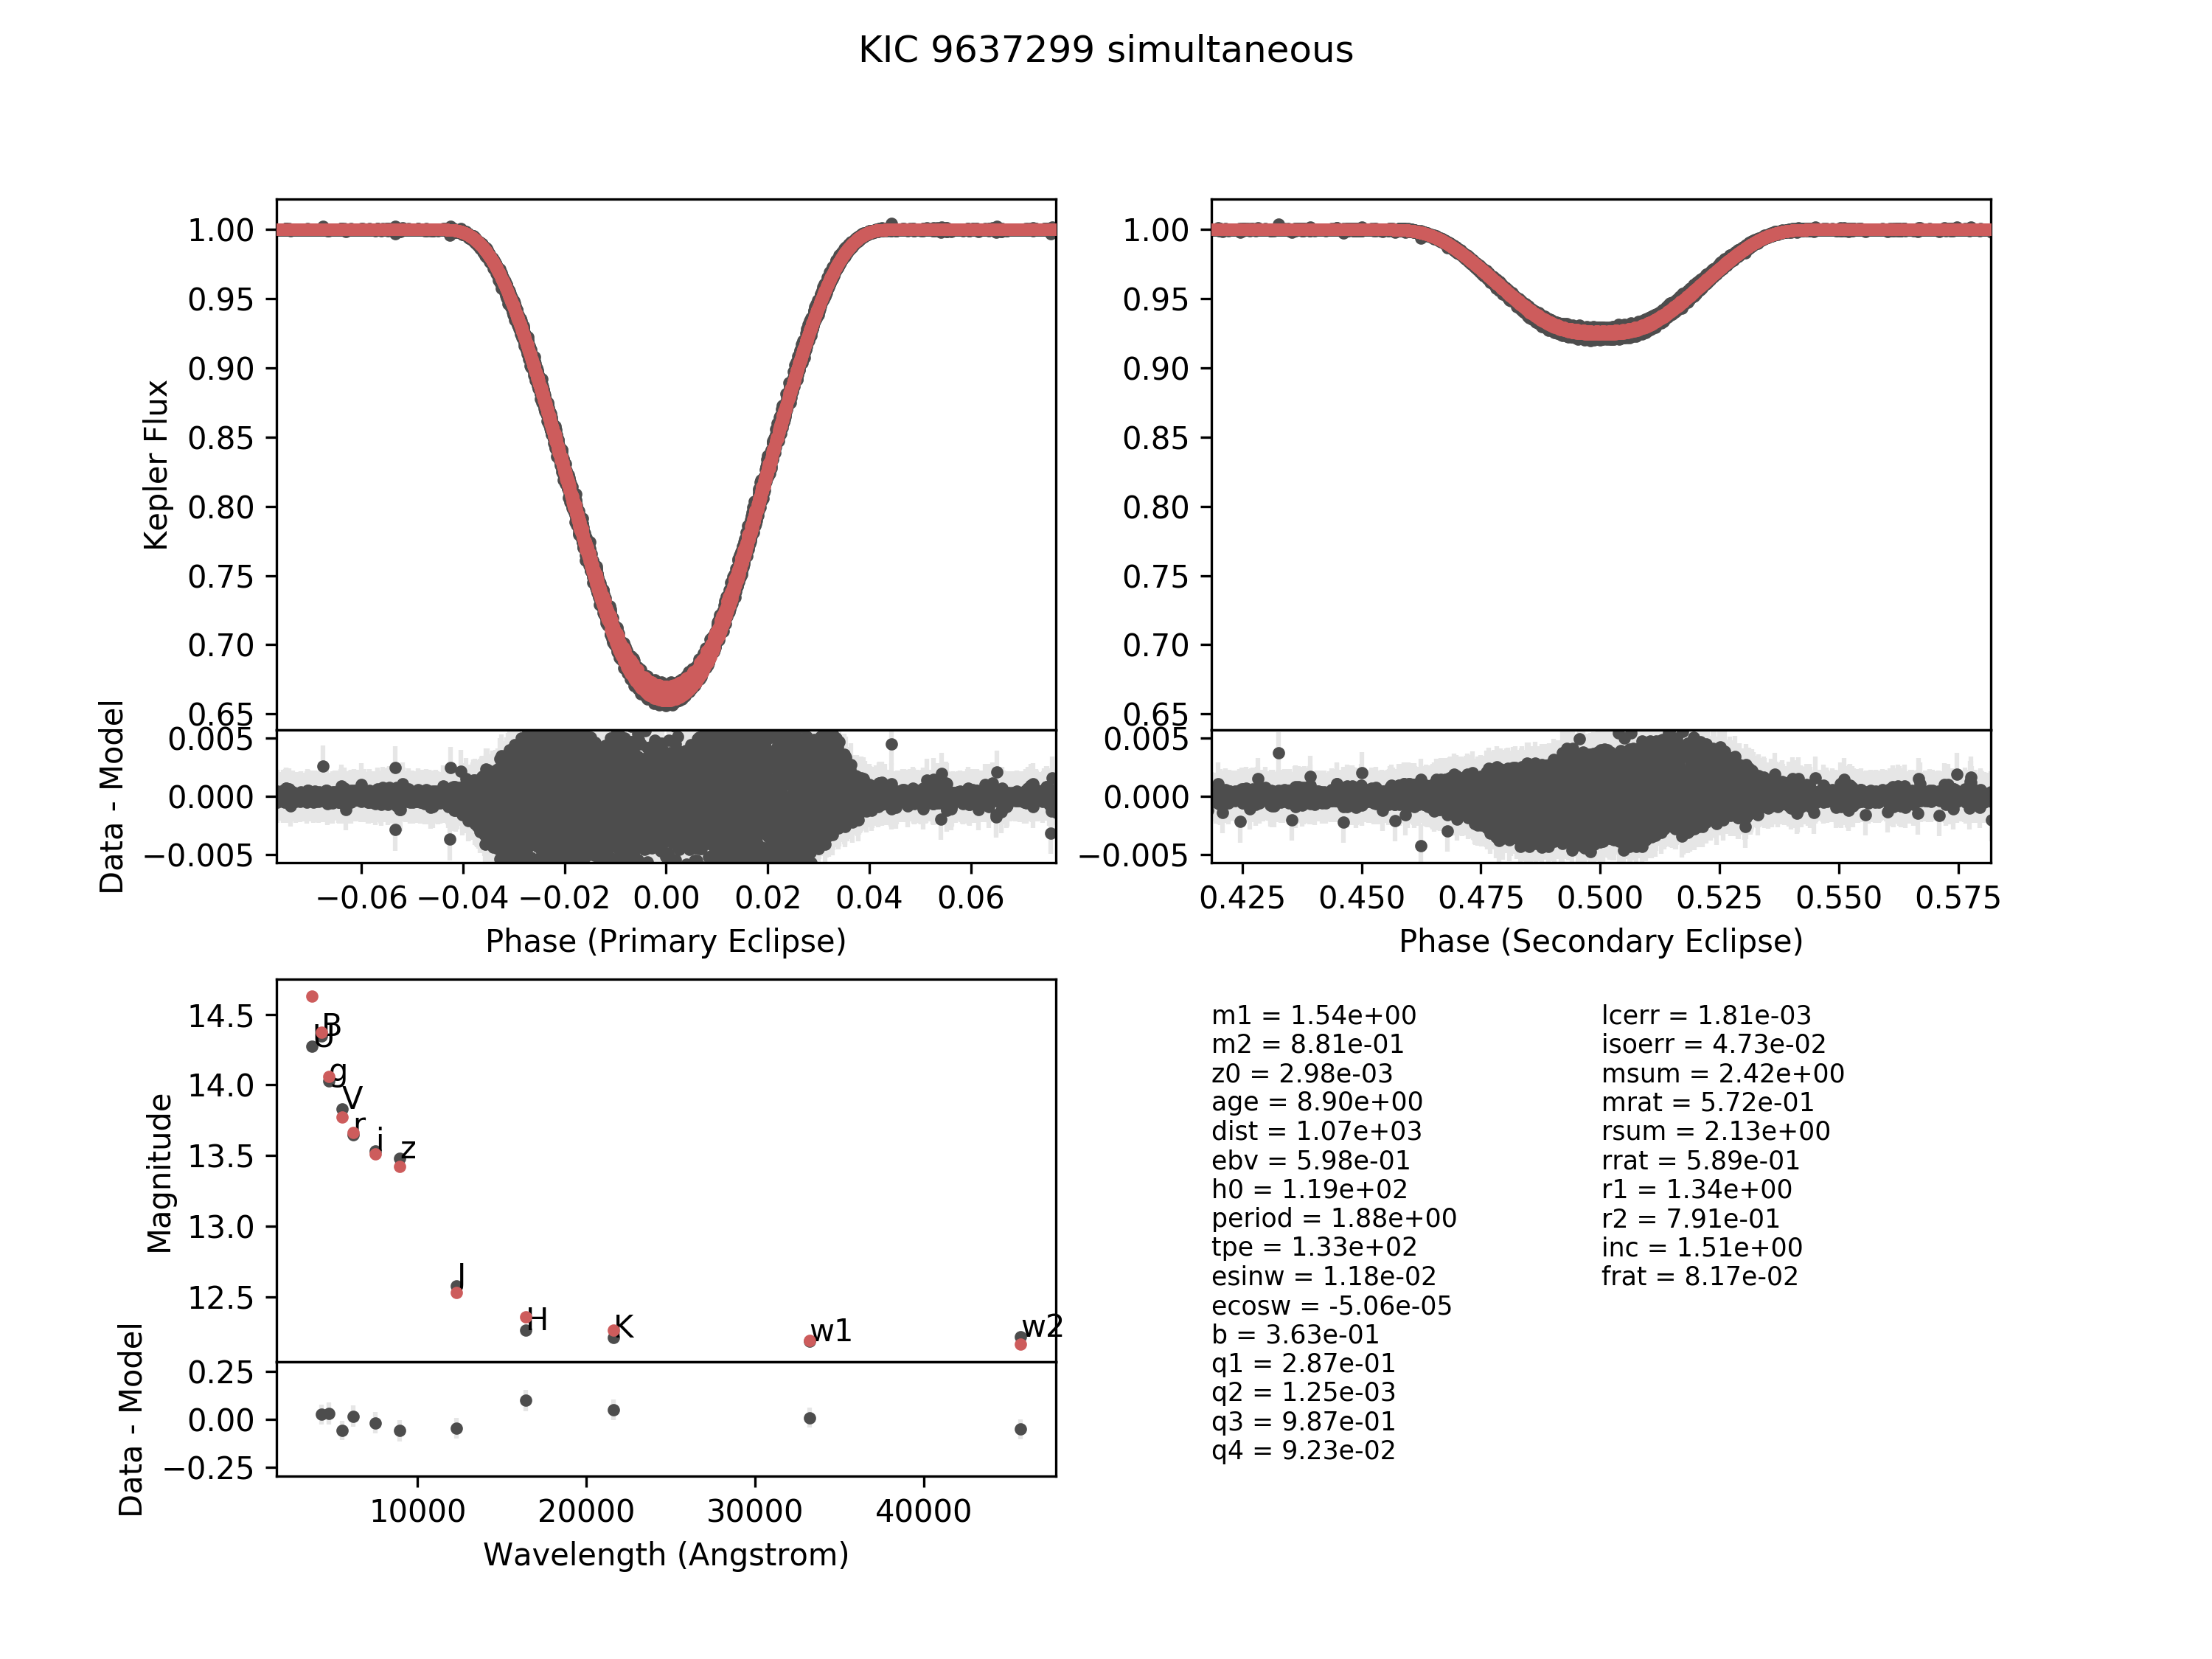 KIC 9637299 simultaneous
1.00
0.95
0.90
0.85
0.80
0.75
0.70
0.65
Kepler Flux
0.005
0.000
−0.005
Data - Model
−0.06 −0.04 −0.02 0.00 0.02 0.04 0.06
Phase (Primary Eclipse)
1.00
0.95
0.90
0.85
0.80
0.75
0.70
0.65
0.005
0.000
−0.005
0.425 0.450 0.475 0.500 0.525 0.550 0.575
Phase (Secondary Eclipse)
14.5
14.0
13.5
13.0
12.5
Magnitude
U
B
g
V
r
i
z
J
H
K
w1
w2
0.25
0.00
−0.25
Data - Model
10000 20000 30000 40000
Wavelength (Angstrom)
m1 = 1.54e+00
m2 = 8.81e-01
z0 = 2.98e-03
age = 8.90e+00
dist = 1.07e+03
ebv = 5.98e-01
h0 = 1.19e+02
period = 1.88e+00
tpe = 1.33e+02
esinw = 1.18e-02
ecosw = -5.06e-05
b = 3.63e-01
q1 = 2.87e-01
q2 = 1.25e-03
q3 = 9.87e-01
q4 = 9.23e-02
lcerr = 1.81e-03
isoerr = 4.73e-02
msum = 2.42e+00
mrat = 5.72e-01
rsum = 2.13e+00
rrat = 5.89e-01
r1 = 1.34e+00
r2 = 7.91e-01
inc = 1.51e+00
frat = 8.17e-02